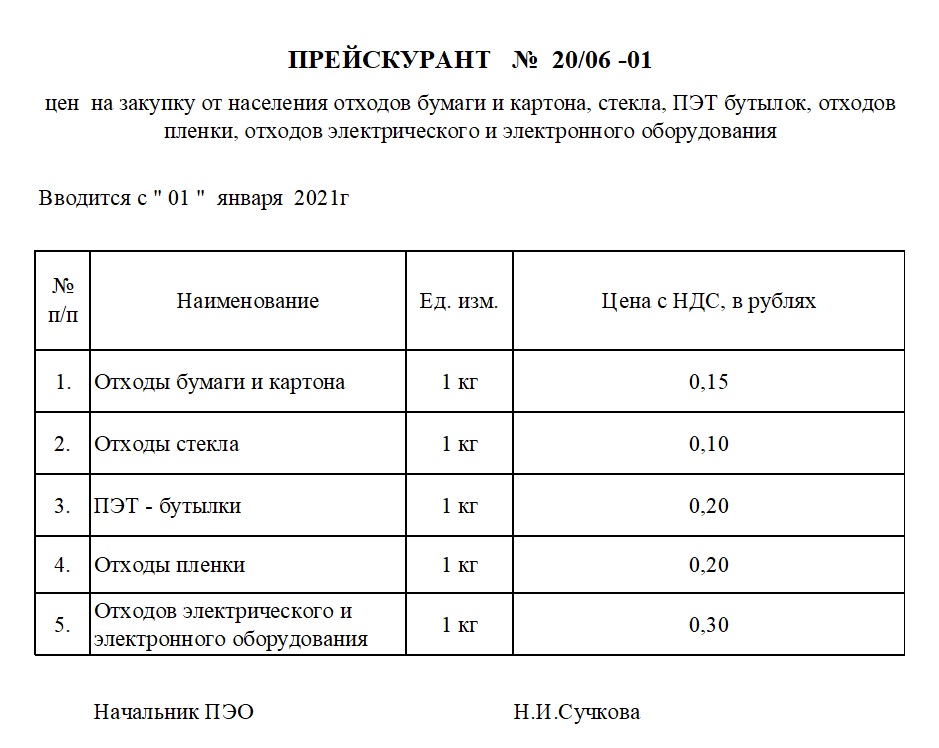 ПРЕЙСКУРАНТ № 20/06 -01
цен на закупку от населения отходов бумаги и картона, стекла, ПЭТ бутылок, отходов
пленки, отходов электрического и электронного оборудования
Вводится с " 01 " января 2021г
№ п/п Наименование Ед. изм. Цена с НДС, в рублях
1. Отходы бумаги и картона 1 кг 0,15
2. Отходы стекла 1 кг 0,10
3. ПЭТ - бутылки 1 кг 0,20
4. Отходы пленки 1 кг 0,20
5. Отходов электрического и
электронного оборудования 1 кг 0,30
Начальник ПЭО Н.И.Сучкова